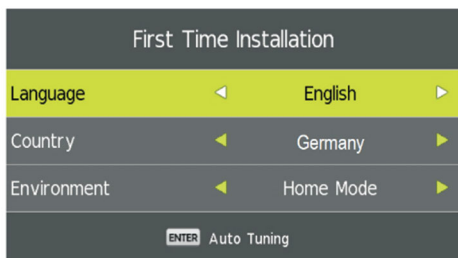 First Time Installation
Language English
Country Germany
Environment Home Mode
ENTER Auto Tuning